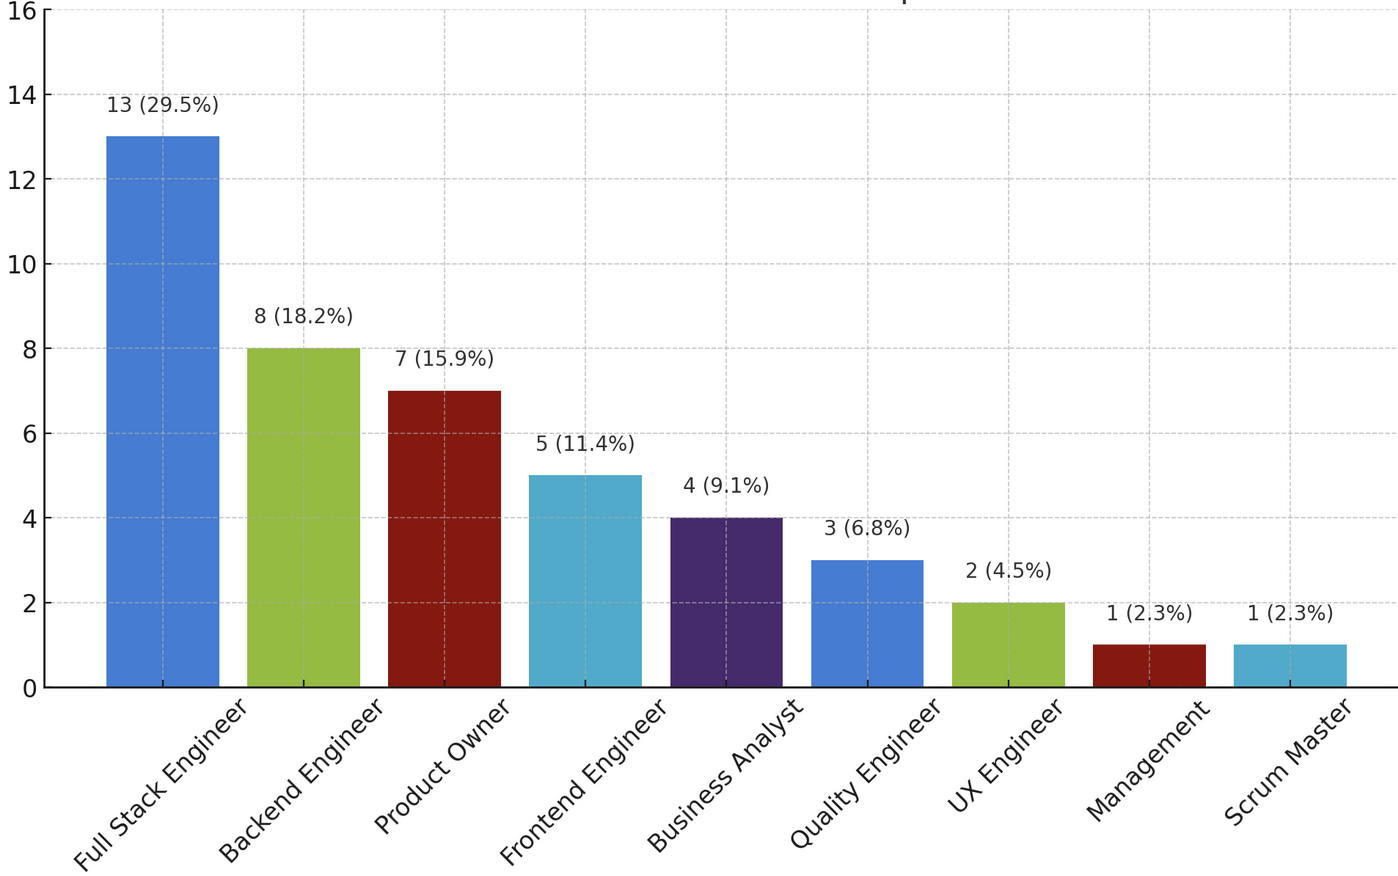 16
14
12
10
8
6
4
2
0
13 (29.5%)
8 (18.2%)
7 (15.9%)
5 (11.4%)
4 (9.1%)
3 (6.8%)
2 (4.5%)
1 (2.3%)
1 (2.3%)
Full Stack Engineer
Backend Engineer
Product Owner
Frontend Engineer
Business Analyst
Quality Engineer
UX Engineer
Management
Scrum Master